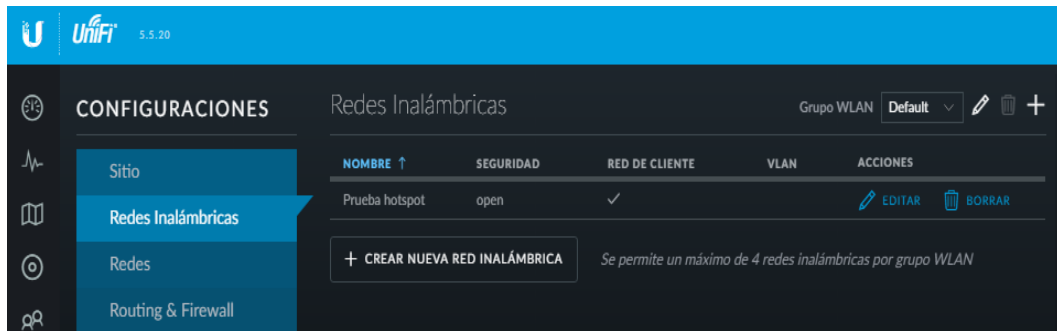 UniFi 5.5.20
CONFIGURACIONES
Sitio
Redes Inalámbricas
Redes
Routing & Firewall
Redes Inalámbricas
Grupo WLAN Default
NOMBRE ↑ SEGURIDAD RED DE CLIENTE VLAN ACCIONES
Prueba hotspot open ✓ EDITAR BORRAR
+ CREAR NUEVA RED INALÁMBRICA
Se permite un máximo de 4 redes inalámbricas por grupo WLAN